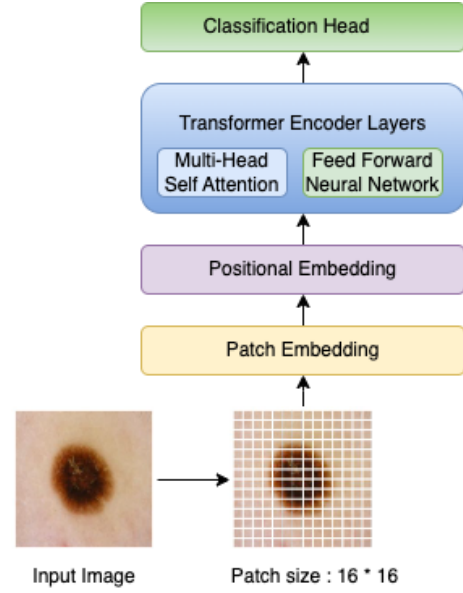 Classification Head
Transformer Encoder Layers
Multi-Head
Self Attention
Feed Forward
Neural Network
Positional Embedding
Patch Embedding
Input Image
Patch size : 16 * 16